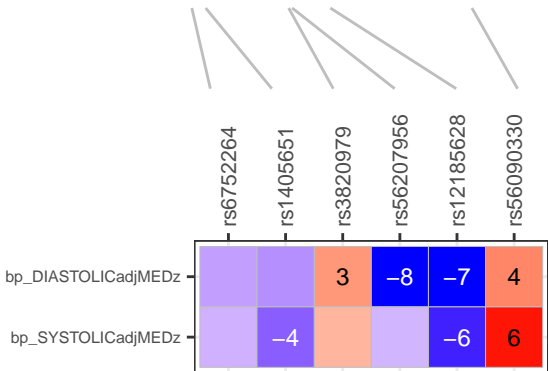 rs6752264
rs1405651
rs3820979
rs56207956
rs12185628
rs56090330
bp_DIASTOLICadjMEDz 3 −8 −7 4
bp_SYSTOLICadjMEDz −4 −6 6